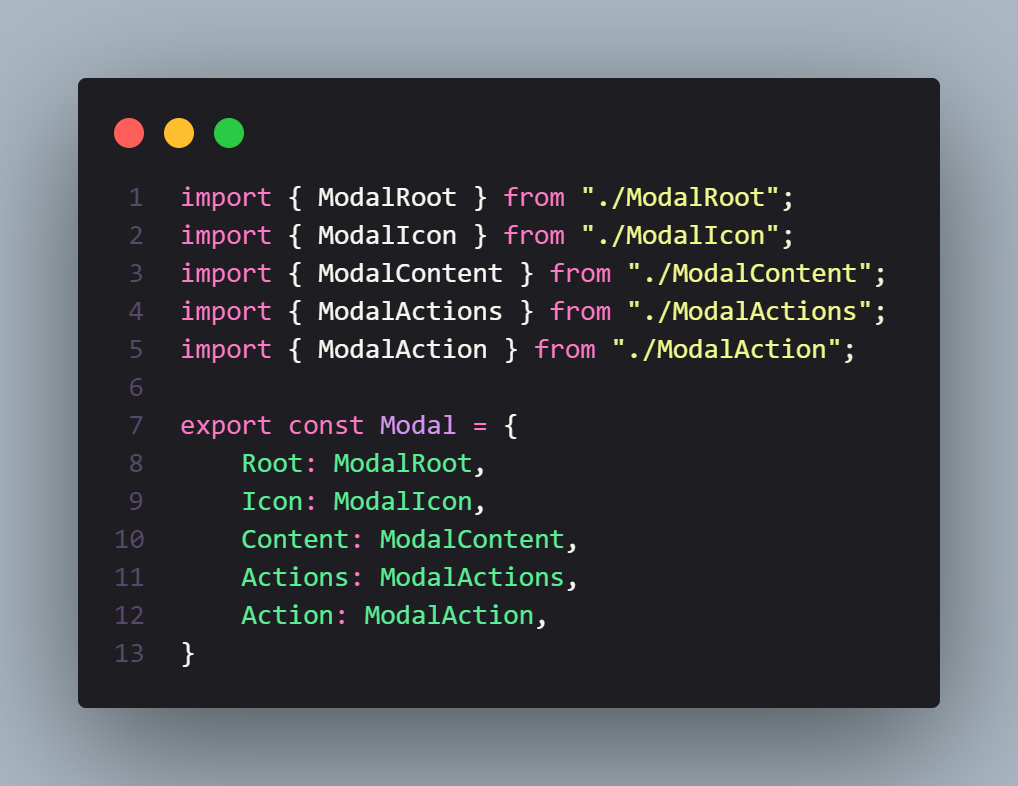 1 import { ModalRoot } from "./ModalRoot";
2 import { ModalIcon } from "./ModalIcon";
3 import { ModalContent } from "./ModalContent";
4 import { ModalActions } from "./ModalActions";
5 import { ModalAction } from "./ModalAction";
6
7 export const Modal = {
8     Root: ModalRoot,
9     Icon: ModalIcon,
10     Content: ModalContent,
11     Actions: ModalActions,
12     Action: ModalAction,
13 }